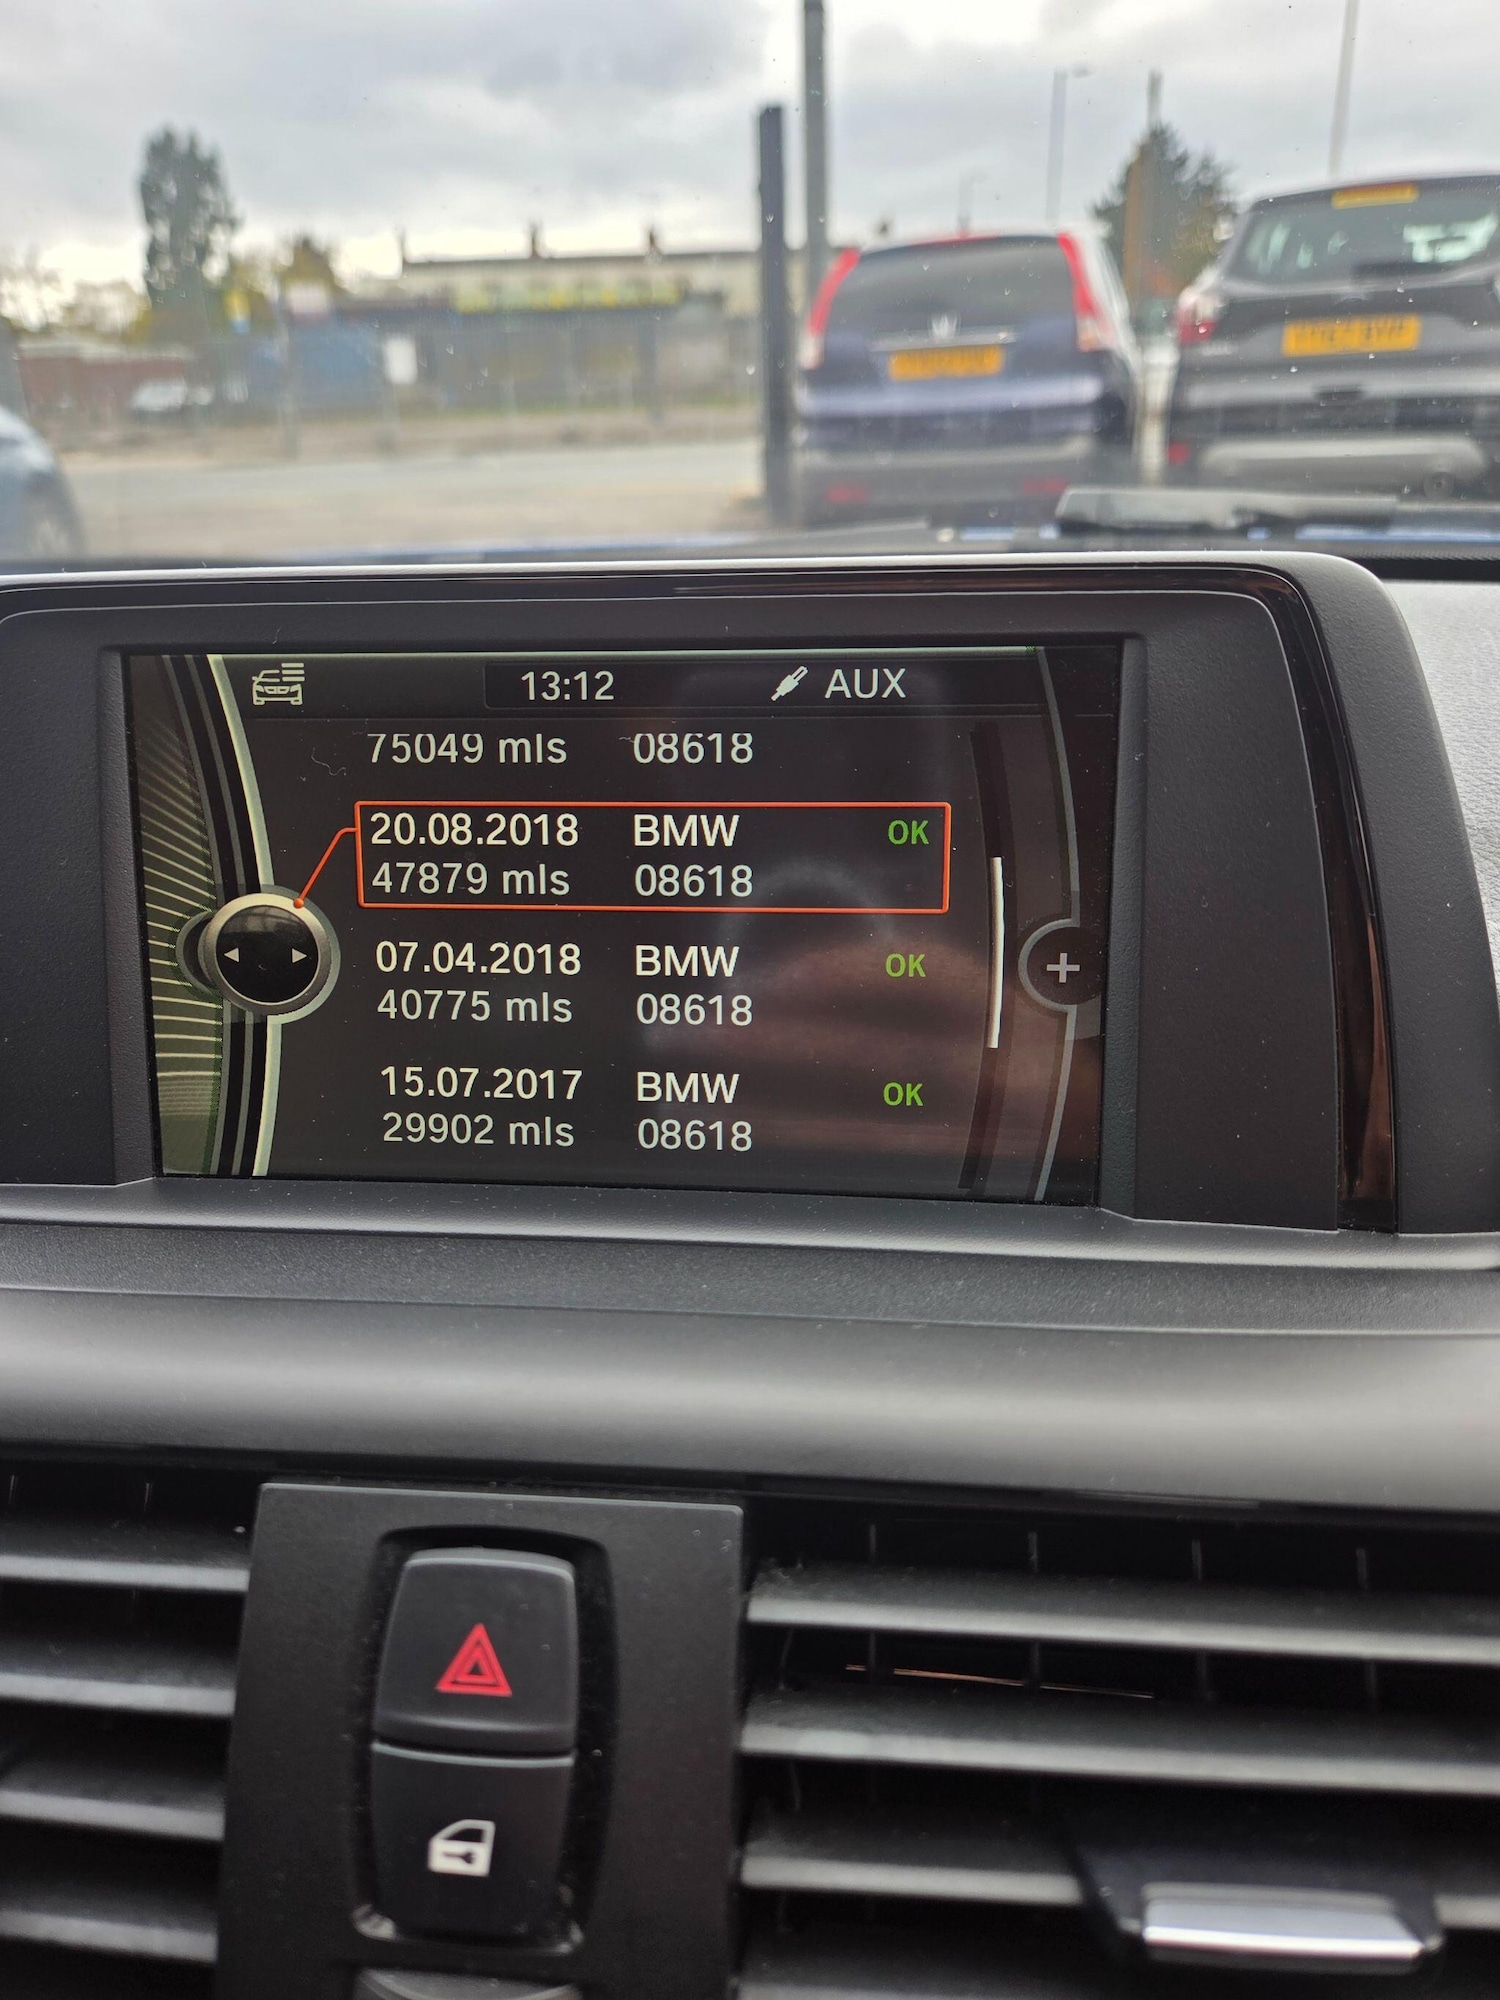 13:12 AUX
75049 mls 08618
20.08.2018 BMW OK
47879 mls 08618
07.04.2018 BMW OK
40775 mls 08618
15.07.2017 BMW OK
29902 mls 08618